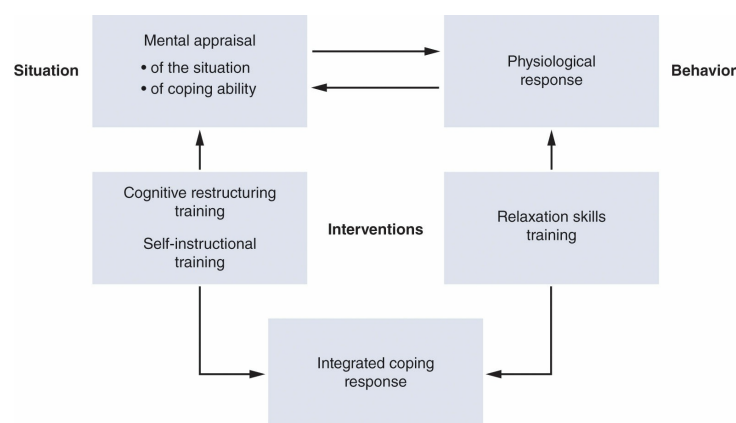 Situation
Mental appraisal
• of the situation
• of coping ability
Physiological
response
Behavior
Cognitive restructuring
training
Self-instructional
training
Interventions
Relaxation skills
training
Integrated coping
response